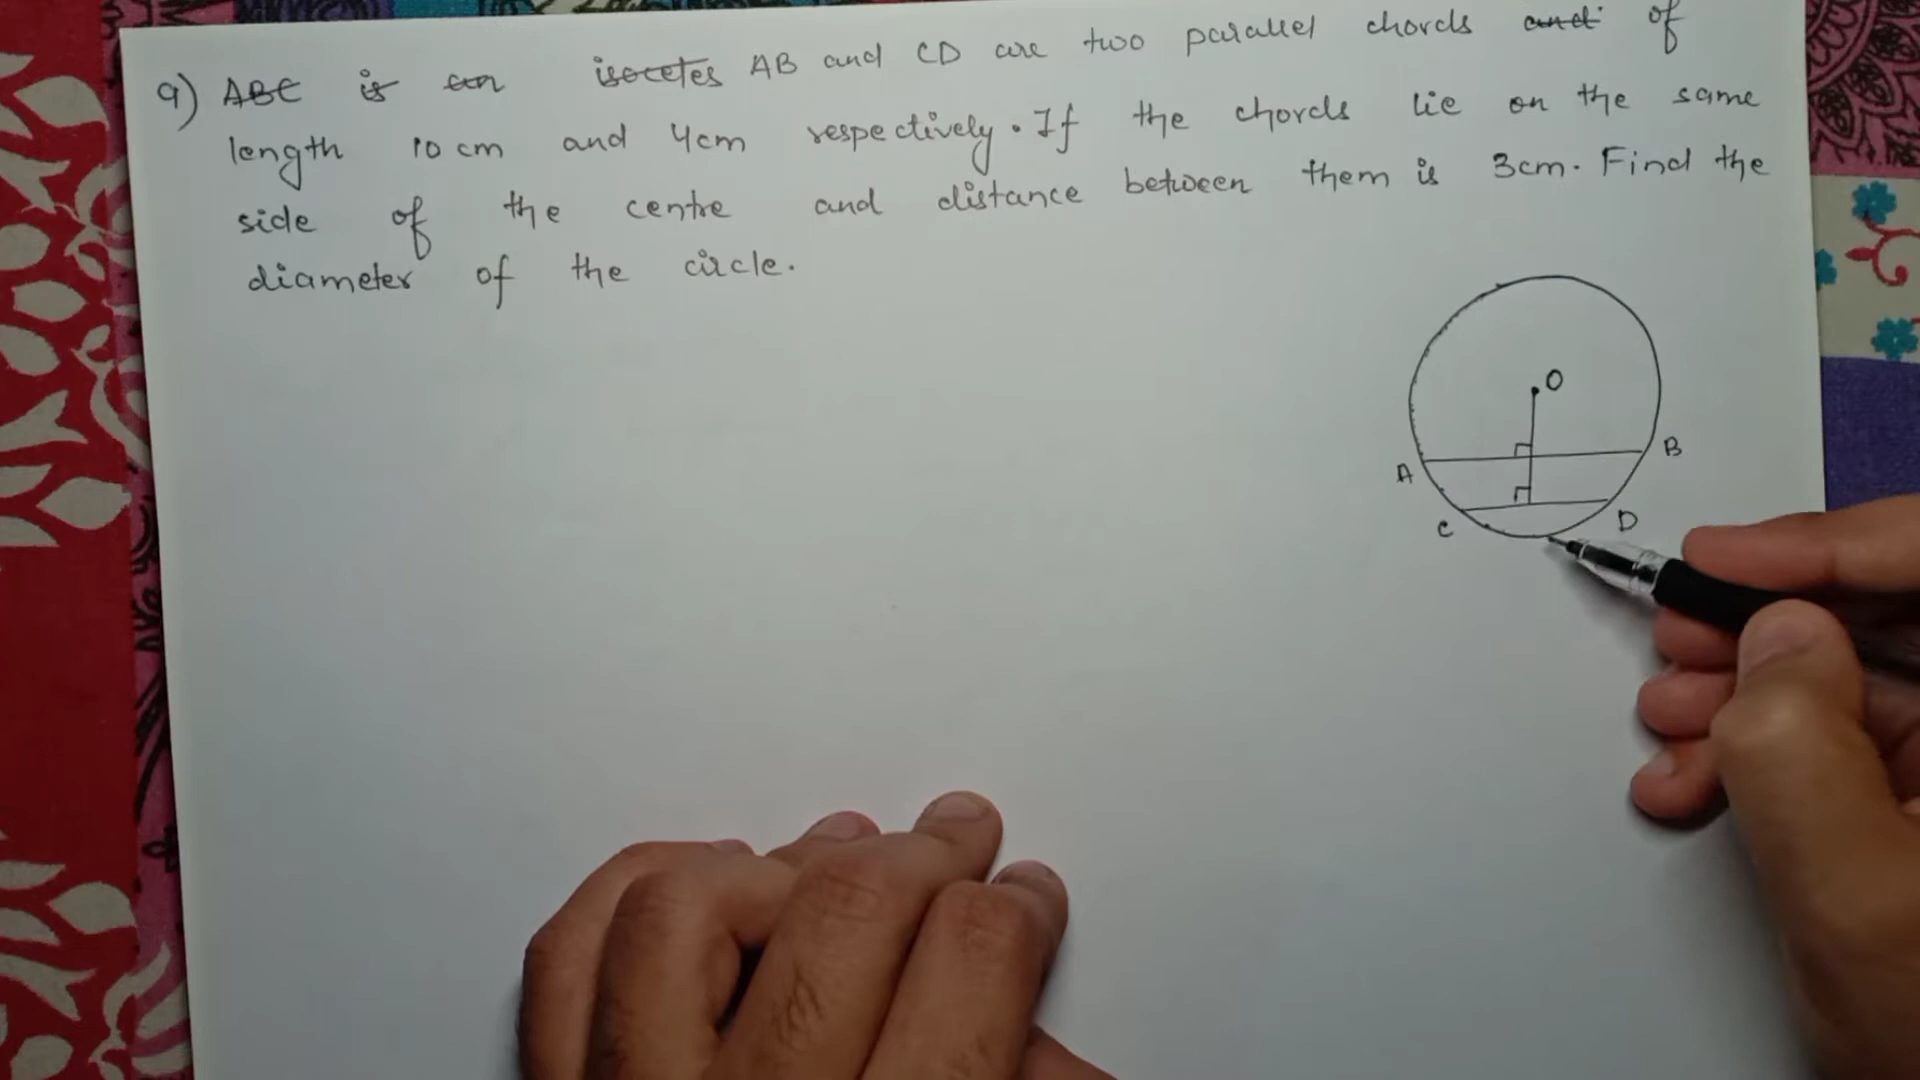 9) ABC is an isoceles AB and CD are two parallel chords and of
length 10 cm and 4cm respectively. If the chords lie on the same
side of the centre and distance between them is 3cm. Find the
diameter of the circle.
O
A B
C D